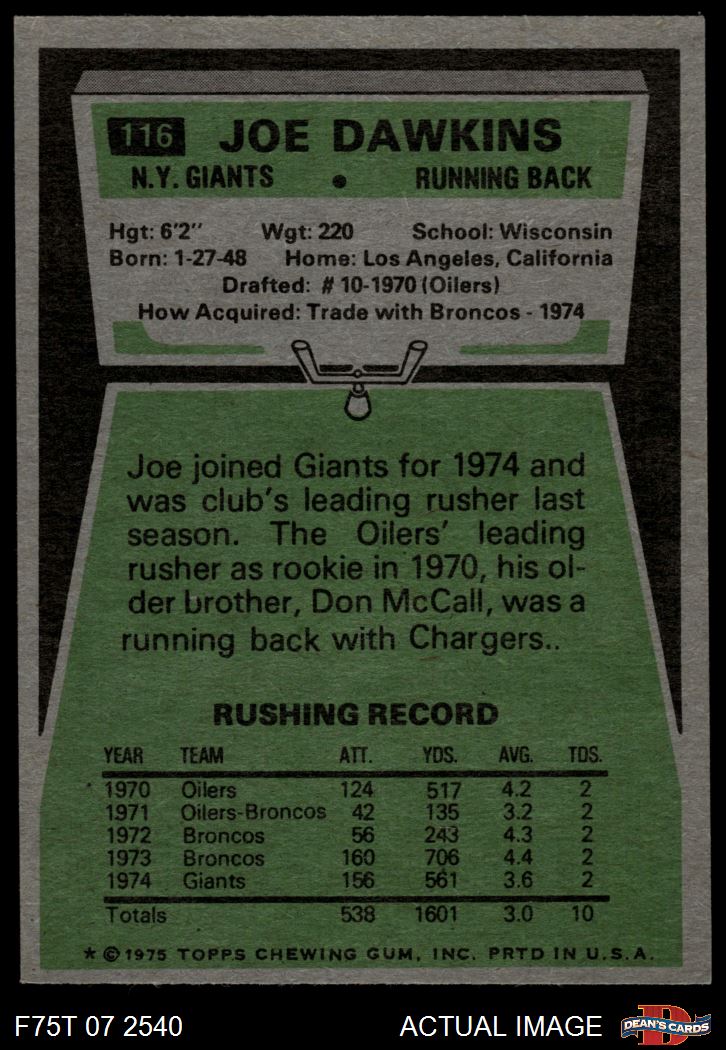 116 JOE DAWKINS
N.Y. GIANTS • RUNNING BACK
Hgt: 6'2" Wgt: 220 School: Wisconsin
Born: 1-27-48 Home: Los Angeles, California
Drafted: #10-1970 (Oilers)
How Acquired: Trade with Broncos - 1974
Joe joined Giants for 1974 and
was club's leading rusher last
season. The Oilers' leading
rusher as rookie in 1970, his ol-
der brother, Don McCall, was a
running back with Chargers..
RUSHING RECORD
YEAR TEAM ATT. YDS. AVG. TDS.
1970 Oilers 124 517 4.2 2
1971 Oilers-Broncos 42 135 3.2 2
1972 Broncos 56 243 4.3 2
1973 Broncos 160 706 4.4 2
1974 Giants 156 561 3.6 2
Totals 538 1601 3.0 10
* © 1975 TOPPS CHEWING GUM, INC. PRTD IN U.S.A.
F75T 07 2540 ACTUAL IMAGE D DEAN'S CARDS